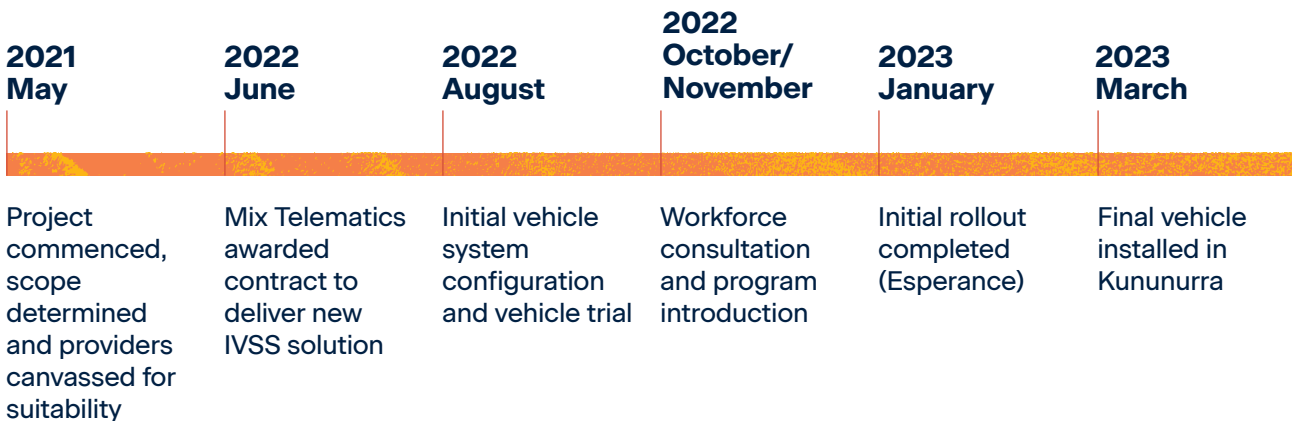 2021
May
2022
June
2022
August
2022
October/
November
2023
January
2023
March
Project
commenced,
scope
determined
and providers
canvassed for
suitability
Mix Telematics
awarded
contract to
deliver new
IVSS solution
Initial vehicle
system
configuration
and vehicle trial
Workforce
consultation
and program
introduction
Initial rollout
completed
(Esperance)
Final vehicle
installed in
Kununurra